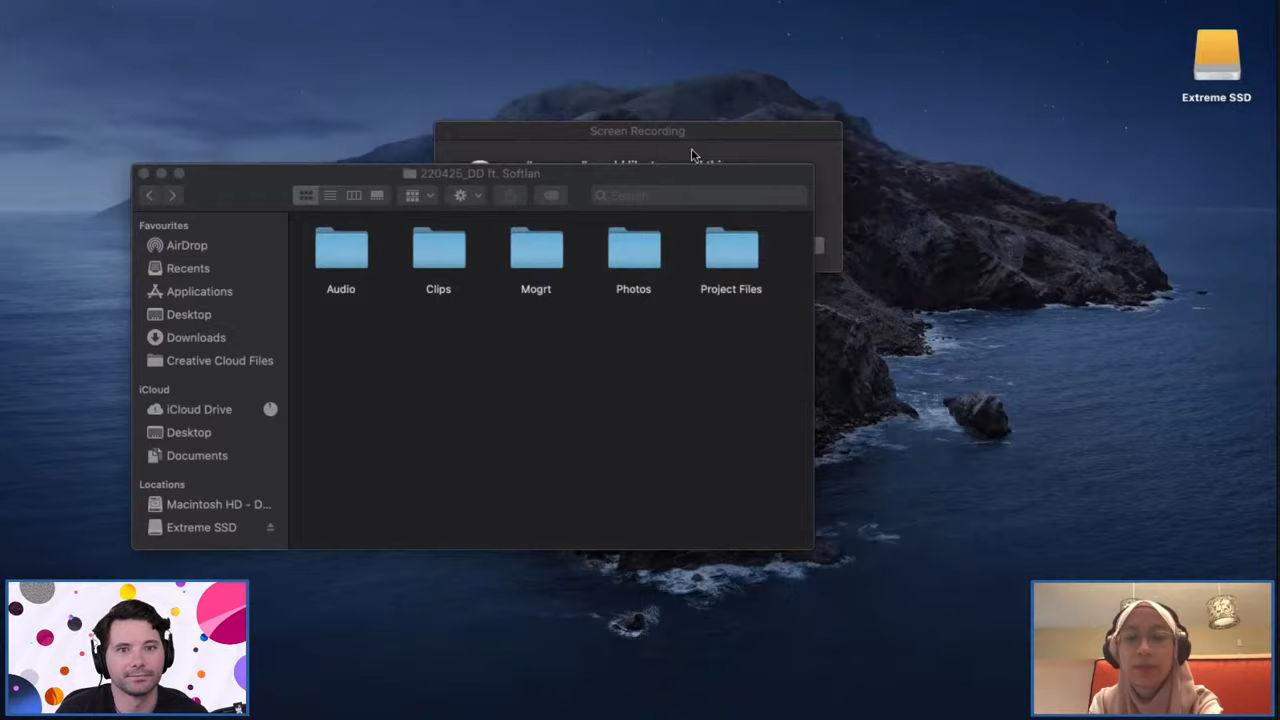 Extreme SSD
Screen Recording
220425_DD ft. Softlan
Search
Favourites
AirDrop
Recents
Applications
Desktop
Downloads
Creative Cloud Files
iCloud
iCloud Drive
Desktop
Documents
Locations
Macintosh HD - D...
Extreme SSD
Audio
Clips
Mogrt
Photos
Project Files